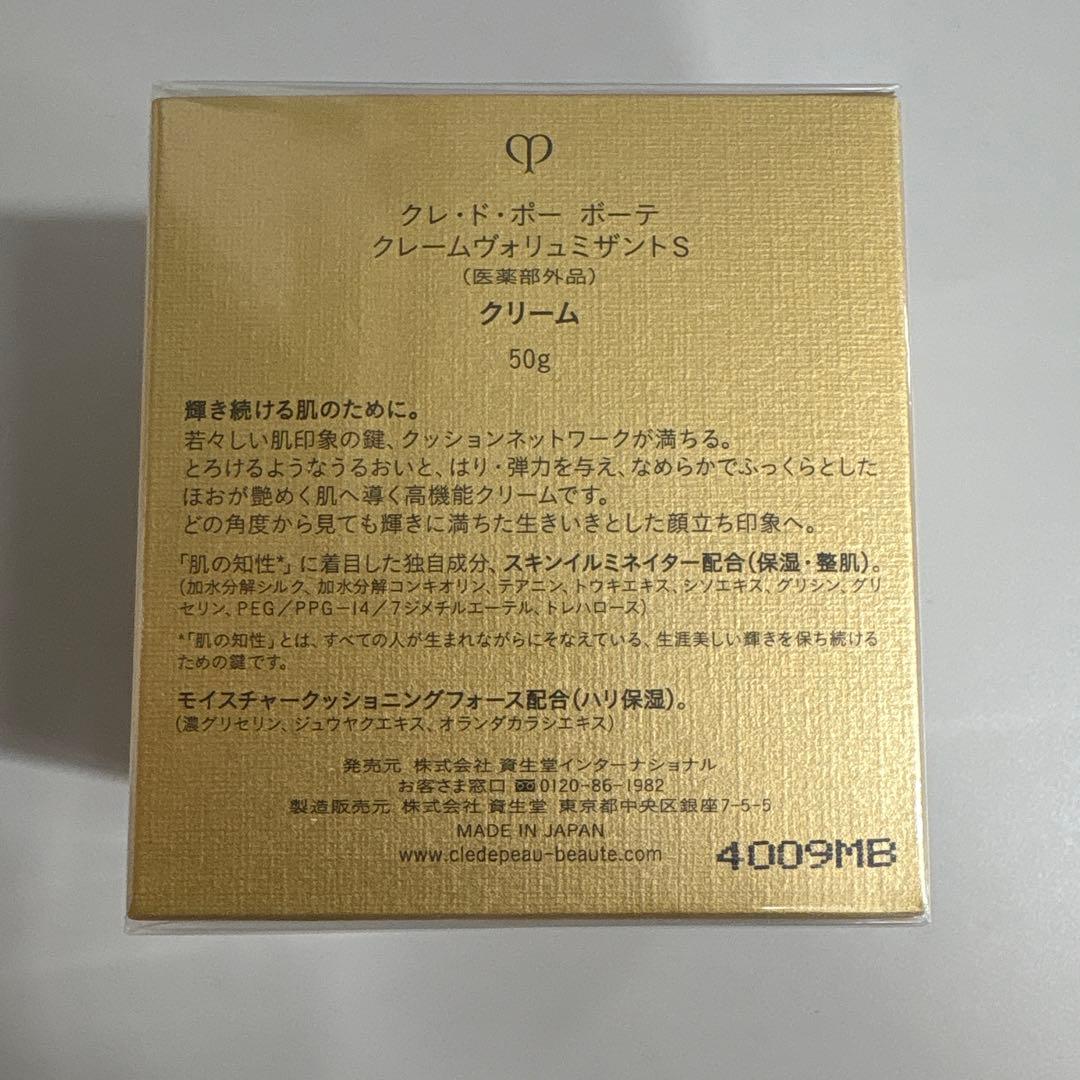 クレ・ド・ポー ボーテ
クレームヴォリュミザントS
（医薬部外品）
クリーム
50g
輝き続ける肌のために。
若々しい肌印象の鍵、クッションネットワークが満ちる。
とろけるようなうるおいと、はり・弾力を与え、なめらかでふっくらとした
ほおが艶めく肌へ導く高機能クリームです。
どの角度から見ても輝きに満ちた生きいきとした顔立ち印象へ。
「肌の知性*」に着目した独自成分、スキンイルミネイター配合（保湿・整肌）。
（加水分解シルク、加水分解コンキオリン、テアニン、トウキエキス、シソエキス、グリシン、グリ
セリン、PEG／PPG－14／7ジメチルエーテル、トレハロース）
*「肌の知性」とは、すべての人が生まれながらにそなえている、生涯美しい輝きを保ち続ける
ための鍵です。
モイスチャークッショニングフォース配合（ハリ保湿）。
（濃グリセリン、ジュウヤクエキス、オランダカラシエキス）
発売元 株式会社 資生堂インターナショナル
お客さま窓口 0120-86-1982
製造販売元 株式会社 資生堂 東京都中央区銀座7-5-5
MADE IN JAPAN
www.cledepeau-beaute.com
4009MB